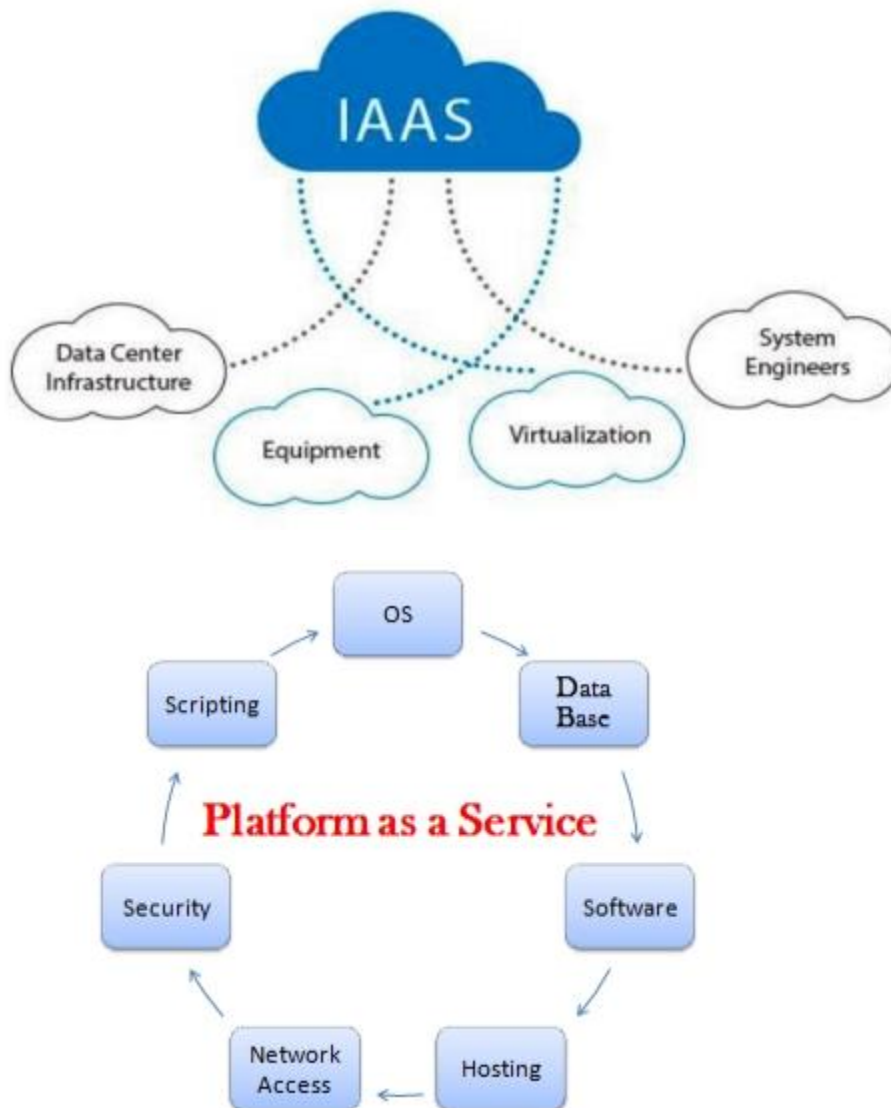 IAAS
Data Center
Infrastructure
Equipment
Virtualization
System
Engineers
OS
Scripting
Data
Base
Platform as a Service
Security
Software
Network
Access
Hosting